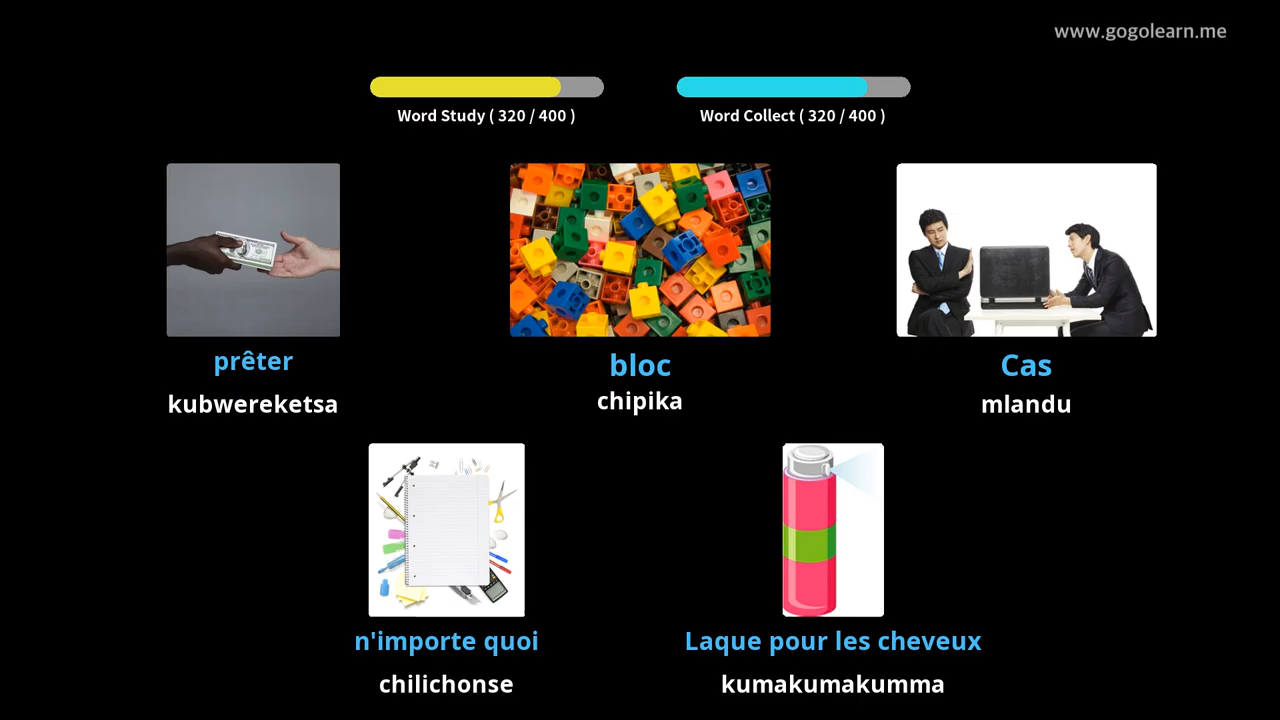 www.gogolearn.me
Word Study ( 320 / 400 )
Word Collect ( 320 / 400 )
prêter
kubwereketsa
bloc
chipika
Cas
mlandu
n'importe quoi
chilichonse
Laque pour les cheveux
kumakumakumma